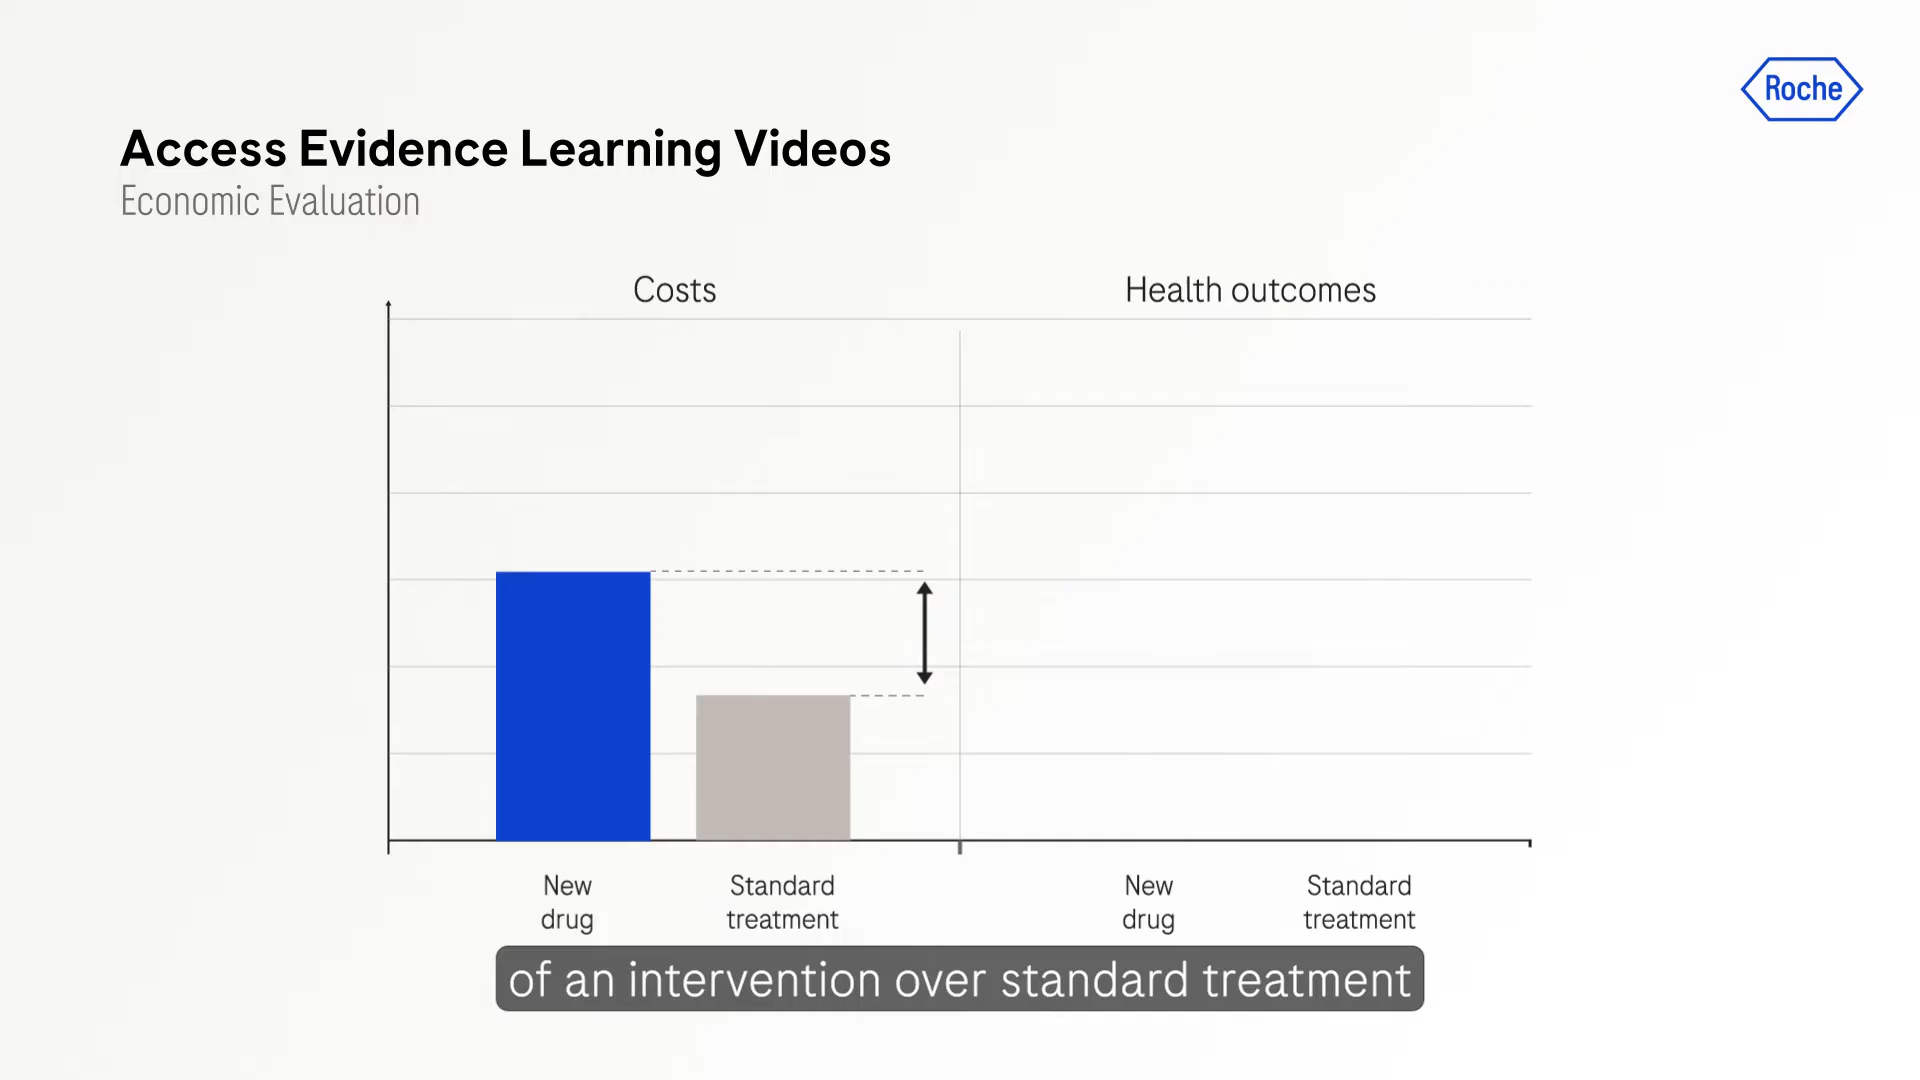 Roche
Access Evidence Learning Videos
Economic Evaluation
Costs
Health outcomes
New
drug
Standard
treatment
New
drug
Standard
treatment
of an intervention over standard treatment